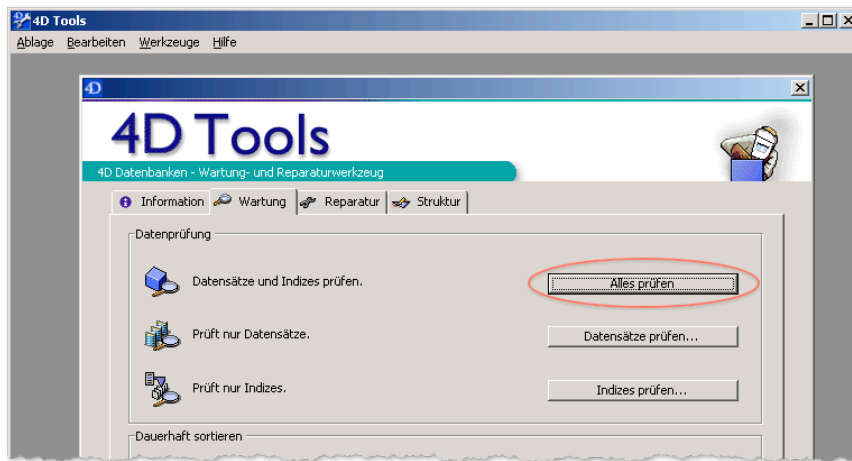 4D Tools
Ablage Bearbeiten Werkzeuge Hilfe
4D
4D Tools
4D Datenbanken - Wartung- und Reparaturwerkzeug
Information Wartung Reparatur Struktur
Datenprüfung
Datensätze und Indizes prüfen. Alles prüfen
Prüft nur Datensätze. Datensätze prüfen...
Prüft nur Indizes. Indizes prüfen...
Dauerhaft sortieren